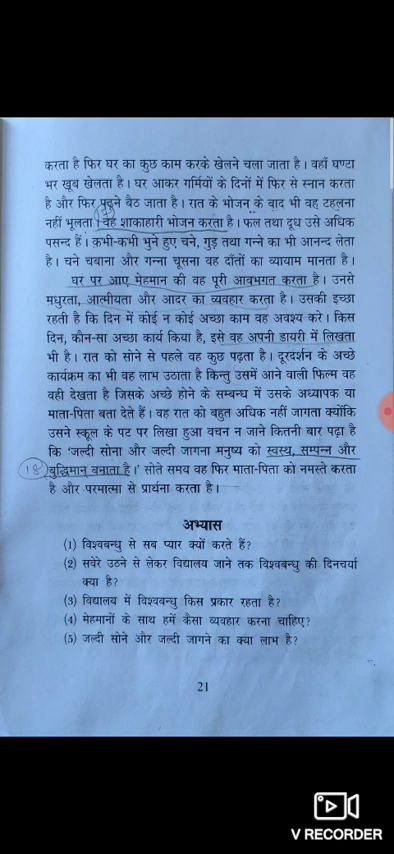 करता है फिर घर का कुछ काम करके खेलने चला जाता है। वहाँ घण्टा
भर खूब खेलता है। घर आकर गर्मियों के दिनों में फिर से स्नान करता
है और फिर पढ़ने बैठ जाता है। रात के भोजन के बाद भी वह टहलना
नहीं भूलता। वह शाकाहारी भोजन करता है। फल तथा दूध उसे अधिक
पसन्द हैं। कभी-कभी भुने हुए चने, गुड़ तथा गन्ने का भी आनन्द लेता
है। चने चबाना और गन्ना चूसना वह दाँतों का व्यायाम मानता है।
घर पर आए मेहमान की वह पूरी आवभगत करता है। उनसे
मधुरता, आत्मीयता और आदर का व्यवहार करता है। उसकी इच्छा
रहती है कि दिन में कोई न कोई अच्छा काम वह अवश्य करे। किस
दिन, कौन-सा अच्छा कार्य किया है, इसे वह अपनी डायरी में लिखता
भी है। रात को सोने से पहले वह कुछ पढ़ता है। दूरदर्शन के अच्छे
कार्यक्रम का भी वह लाभ उठाता है किन्तु उसमें आने वाली फिल्म वह
वही देखता है जिसके अच्छे होने के सम्बन्ध में उसके अध्यापक या
माता-पिता बता देते हैं। वह रात को बहुत अधिक नहीं जागता क्योंकि
उसने स्कूल के पट पर लिखा हुआ वचन न जाने कितनी बार पढ़ा है
कि 'जल्दी सोना और जल्दी जागना मनुष्य को स्वस्थ, सम्पन्न और
18 बुद्धिमान् बनाता है।' सोते समय वह फिर माता-पिता को नमस्ते करता
है और परमात्मा से प्रार्थना करता है।
अभ्यास
(1) विश्वबन्धु से सब प्यार क्यों करते हैं?
(2) सवेरे उठने से लेकर विद्यालय जाने तक विश्वबन्धु की दिनचर्या
क्या है?
(3) विद्यालय में विश्वबन्धु किस प्रकार रहता है?
(4) मेहमानों के साथ हमें कैसा व्यवहार करना चाहिए?
(5) जल्दी सोने और जल्दी जागने का क्या लाभ है?
21
V RECORDER